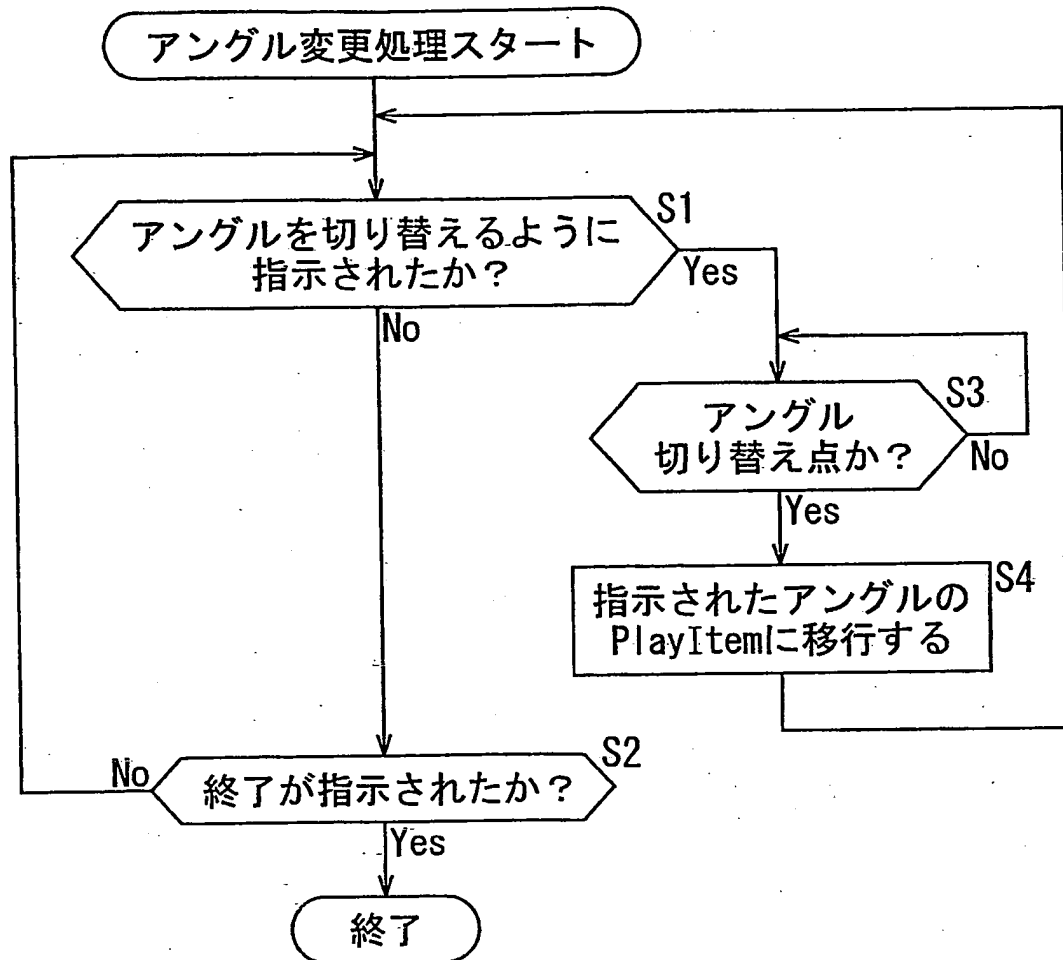 アングル変更処理スタート
アングルを切り替えるように
指示されたか？
S1
Yes
No
アングル
切り替え点か？
S3
No
Yes
指示されたアングルの
PlayItemに移行する
S4
終了が指示されたか？
S2
No
Yes
終了